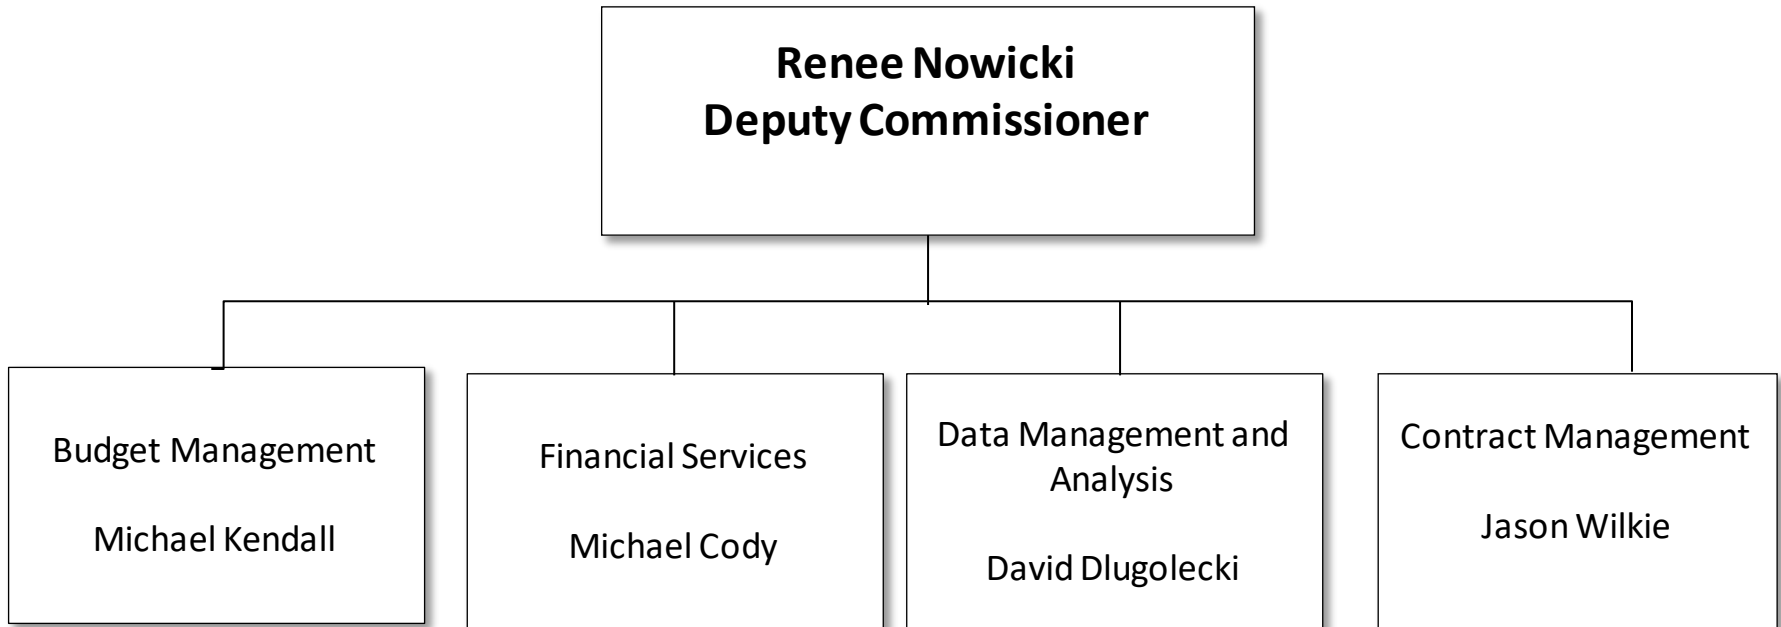 Renee Nowicki
Deputy Commissioner
Budget Management
Michael Kendall
Financial Services
Michael Cody
Data Management and
Analysis
David Dlugolecki
Contract Management
Jason Wilkie